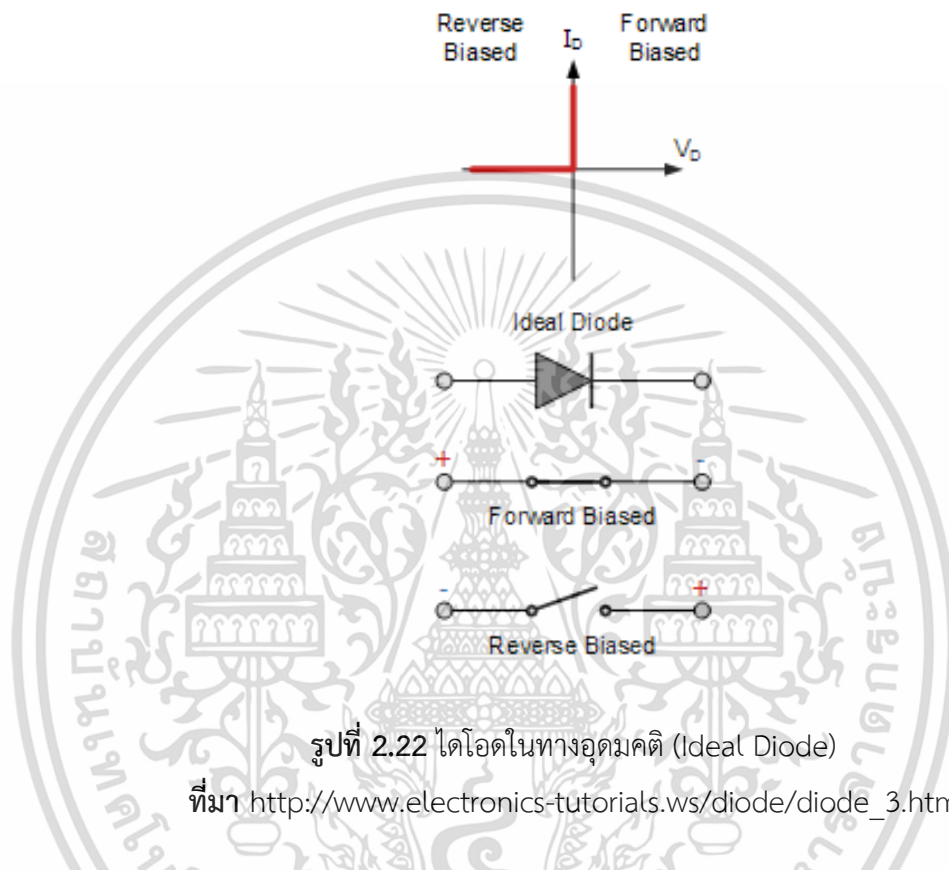 Reverse Biased
I_D
Forward Biased
V_D
Ideal Diode
+ -
Forward Biased
- +
Reverse Biased
รูปที่ 2.22 ไดโอดในทางอุดมคติ (Ideal Diode)
ที่มา http://www.electronics-tutorials.ws/diode/diode_3.htm